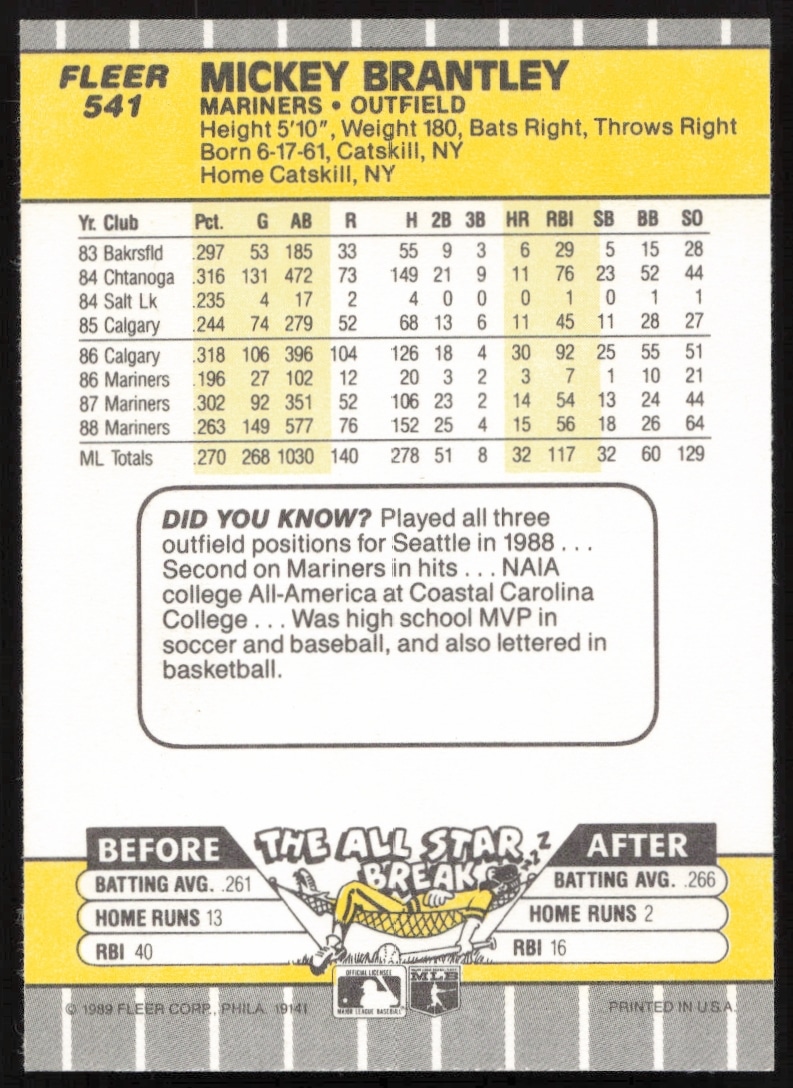 FLEER
541
MICKEY BRANTLEY
MARINERS • OUTFIELD
Height 5'10", Weight 180, Bats Right, Throws Right
Born 6-17-61, Catskill, NY
Home Catskill, NY
Yr. Club Pct. G AB R H 2B 3B HR RBI SB BB SO
83 Bakrsfld .297 53 185 33 55 9 3 6 29 5 15 28
84 Chtanoga .316 131 472 73 149 21 9 11 76 23 52 44
84 Salt Lk .235 4 17 2 4 0 0 0 1 0 1 1
85 Calgary .244 74 279 52 68 13 6 11 45 11 28 27
86 Calgary .318 106 396 104 126 18 4 30 92 25 55 51
86 Mariners .196 27 102 12 20 3 2 3 7 1 10 21
87 Mariners .302 92 351 52 106 23 2 14 54 13 24 44
88 Mariners .263 149 577 76 152 25 4 15 56 18 26 64
ML Totals .270 268 1030 140 278 51 8 32 117 32 60 129
DID YOU KNOW? Played all three
outfield positions for Seattle in 1988 . . .
Second on Mariners in hits . . . NAIA
college All-America at Coastal Carolina
College . . . Was high school MVP in
soccer and baseball, and also lettered in
basketball.
THE ALL STAR
BREAK
ZZZ
BEFORE
BATTING AVG. .261
HOME RUNS 13
RBI 40
AFTER
BATTING AVG. .266
HOME RUNS 2
RBI 16
OFFICIAL LICENSEE
MAJOR LEAGUE BASEBALL
MLB
© 1989 FLEER CORP., PHILA. 19141
PRINTED IN U.S.A.